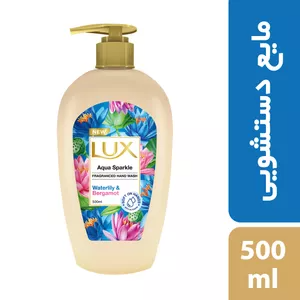 NEW
LUX
Aqua Sparkle
FRAGRANCED HAND WASH
Waterlily &
Bergamot
500ml
مایع دستشویی
500
ml